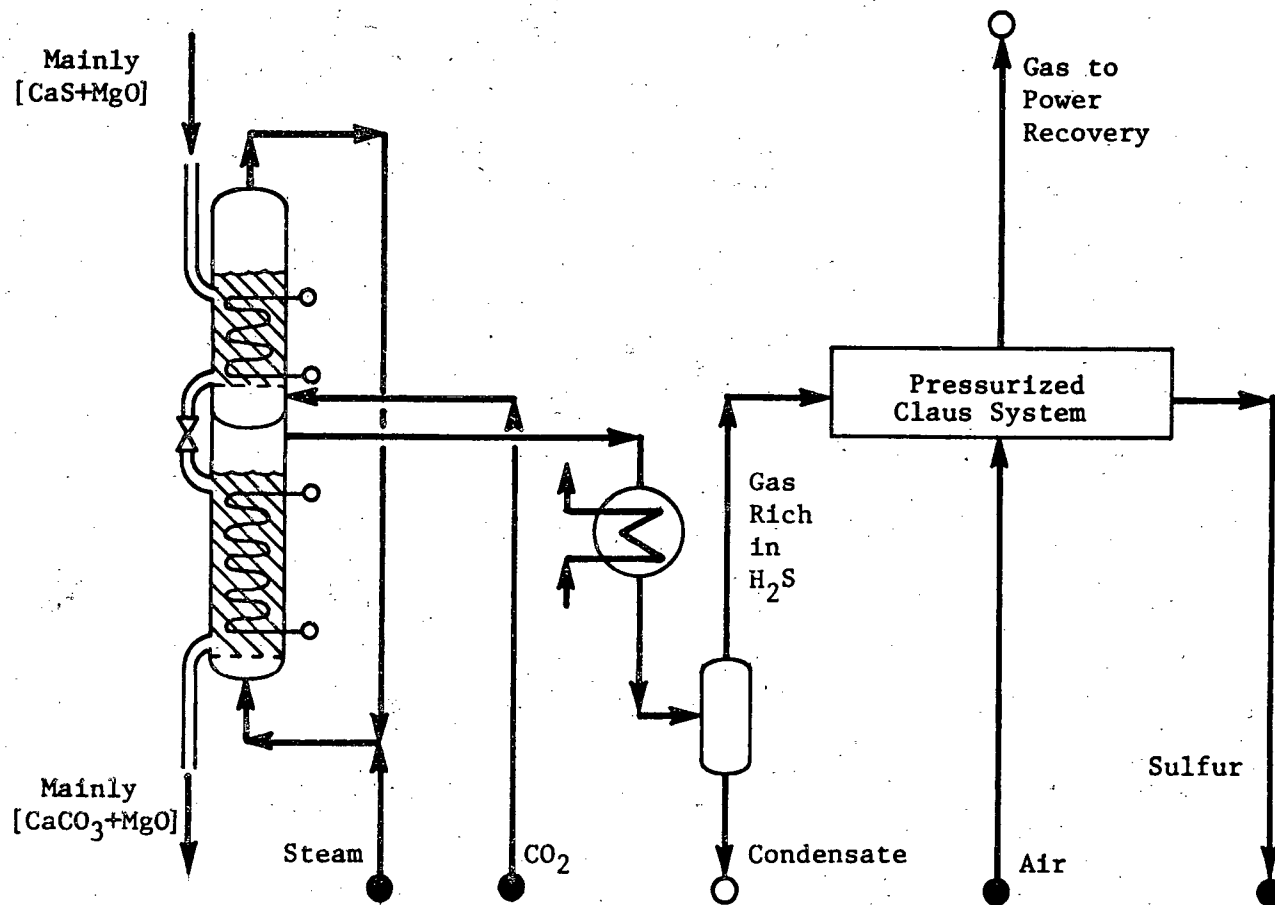 Mainly
[CaS+MgO]
Gas to
Power
Recovery
Pressurized
Claus System
Gas
Rich
in
H₂S
Mainly
[CaCO₃+MgO]
Steam
CO₂
Condensate
Air
Sulfur